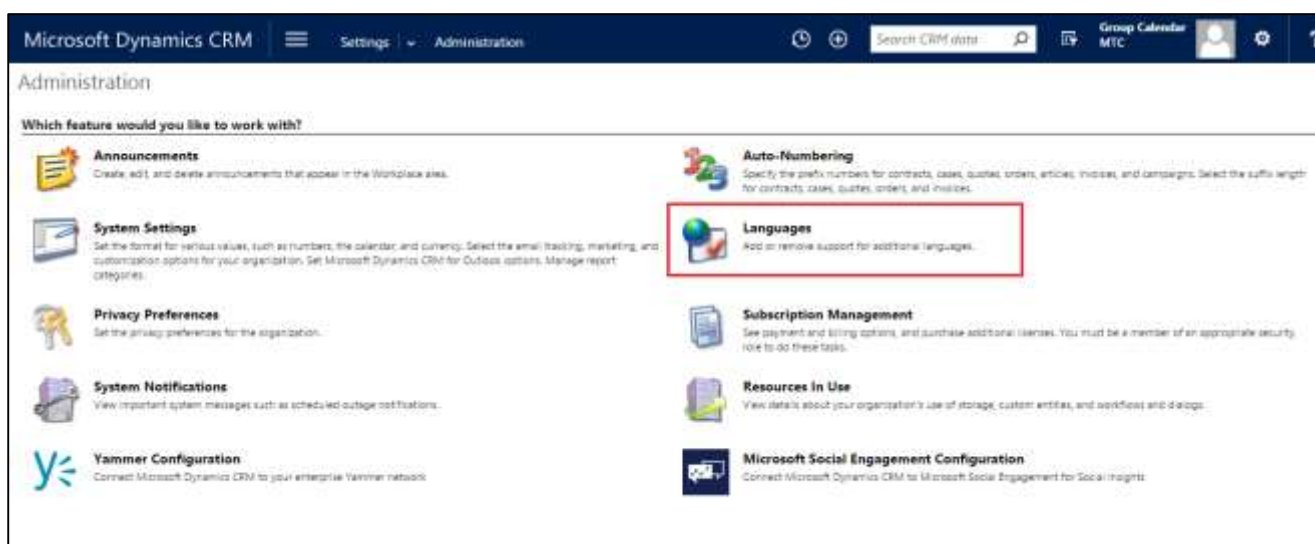 Microsoft Dynamics CRM Settings Administration Search CRM data Group Calendar
MTC ?
Administration
Which feature would you like to work with?
Announcements
Create, edit, and delete announcements that appear in the Workplace area.
Auto-Numbering
Specify the prefix numbers for contracts, cases, quotes, orders, articles, invoices, and campaigns. Select the suffix length
for contracts, cases, quotes, orders, and invoices.
System Settings
Set the format for various values, such as numbers, the calendar, and currency. Select the email tracking, marketing, and
customization options for your organization. Set Microsoft Dynamics CRM for Outlook options. Manage report
categories.
Languages
Add or remove support for additional languages.
Privacy Preferences
Set the privacy preferences for the organization.
Subscription Management
See payment and billing options, and purchase additional licenses. You must be a member of an appropriate security
role to do these tasks.
System Notifications
View important system messages such as scheduled outage notifications.
Resources In Use
View details about your organization's use of storage, custom entities, and workflows and dialogs.
Yammer Configuration
Connect Microsoft Dynamics CRM to your enterprise Yammer network
Microsoft Social Engagement Configuration
Connect Microsoft Dynamics CRM to Microsoft Social Engagement for Social Insights